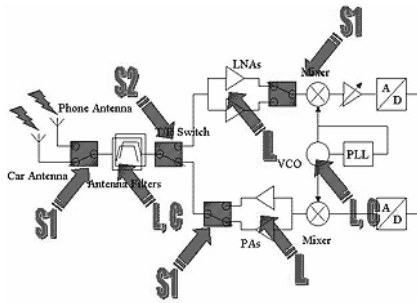 S1
LNAs
Mixer
S2
Phone Antenna
T/R Switch
A
D
L
VCO
PLL
Car Antenna
Antenna Filters
S1
L,C
L,C
PAs
Mixer
A
D
S1
L